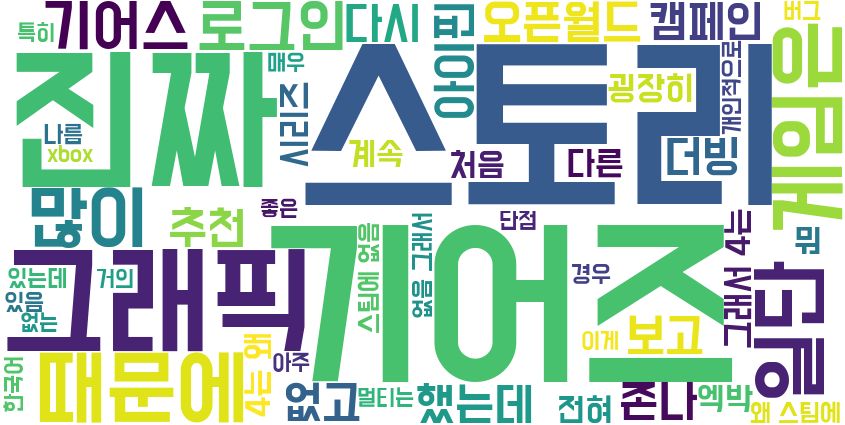 특히
기어스
로그인
다시
아이피
오픈월드
캠페인
버그
진짜
매우
스토리
굉장히
개인적으로
게임은
나름
xbox
시리즈
계속
처음
다른
더빙
많이
추천
좋은
단점
뭐
기어즈
그래픽
스팀에 없음
없음 그래서
그래서 4는
있는데
거의
경우
있음
없는
한국어
때문에
4는 왜
아주
이게
보고
없고
멀티는
했는데
전혀
존나
엑박
왜 스팀에